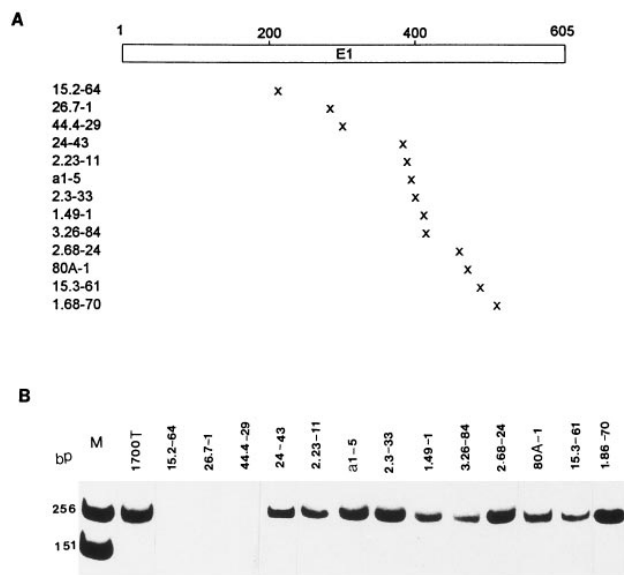 A
1 200 400 605
E1
15.2-64 x
26.7-1 x
44.4-29 x
24-43 x
2.23-11 x
a1-5 x
2.3-33 x
1.49-1 x
3.26-84 x
2.68-24 x
80A-1 x
15.3-61 x
1.68-70 x
B
bp M 1700T 15.2-64 26.7-1 44.4-29 24-43 2.23-11 a1-5 2.3-33 1.49-1 3.26-84 2.68-24 80A-1 15.3-61 1.86-70
256
151